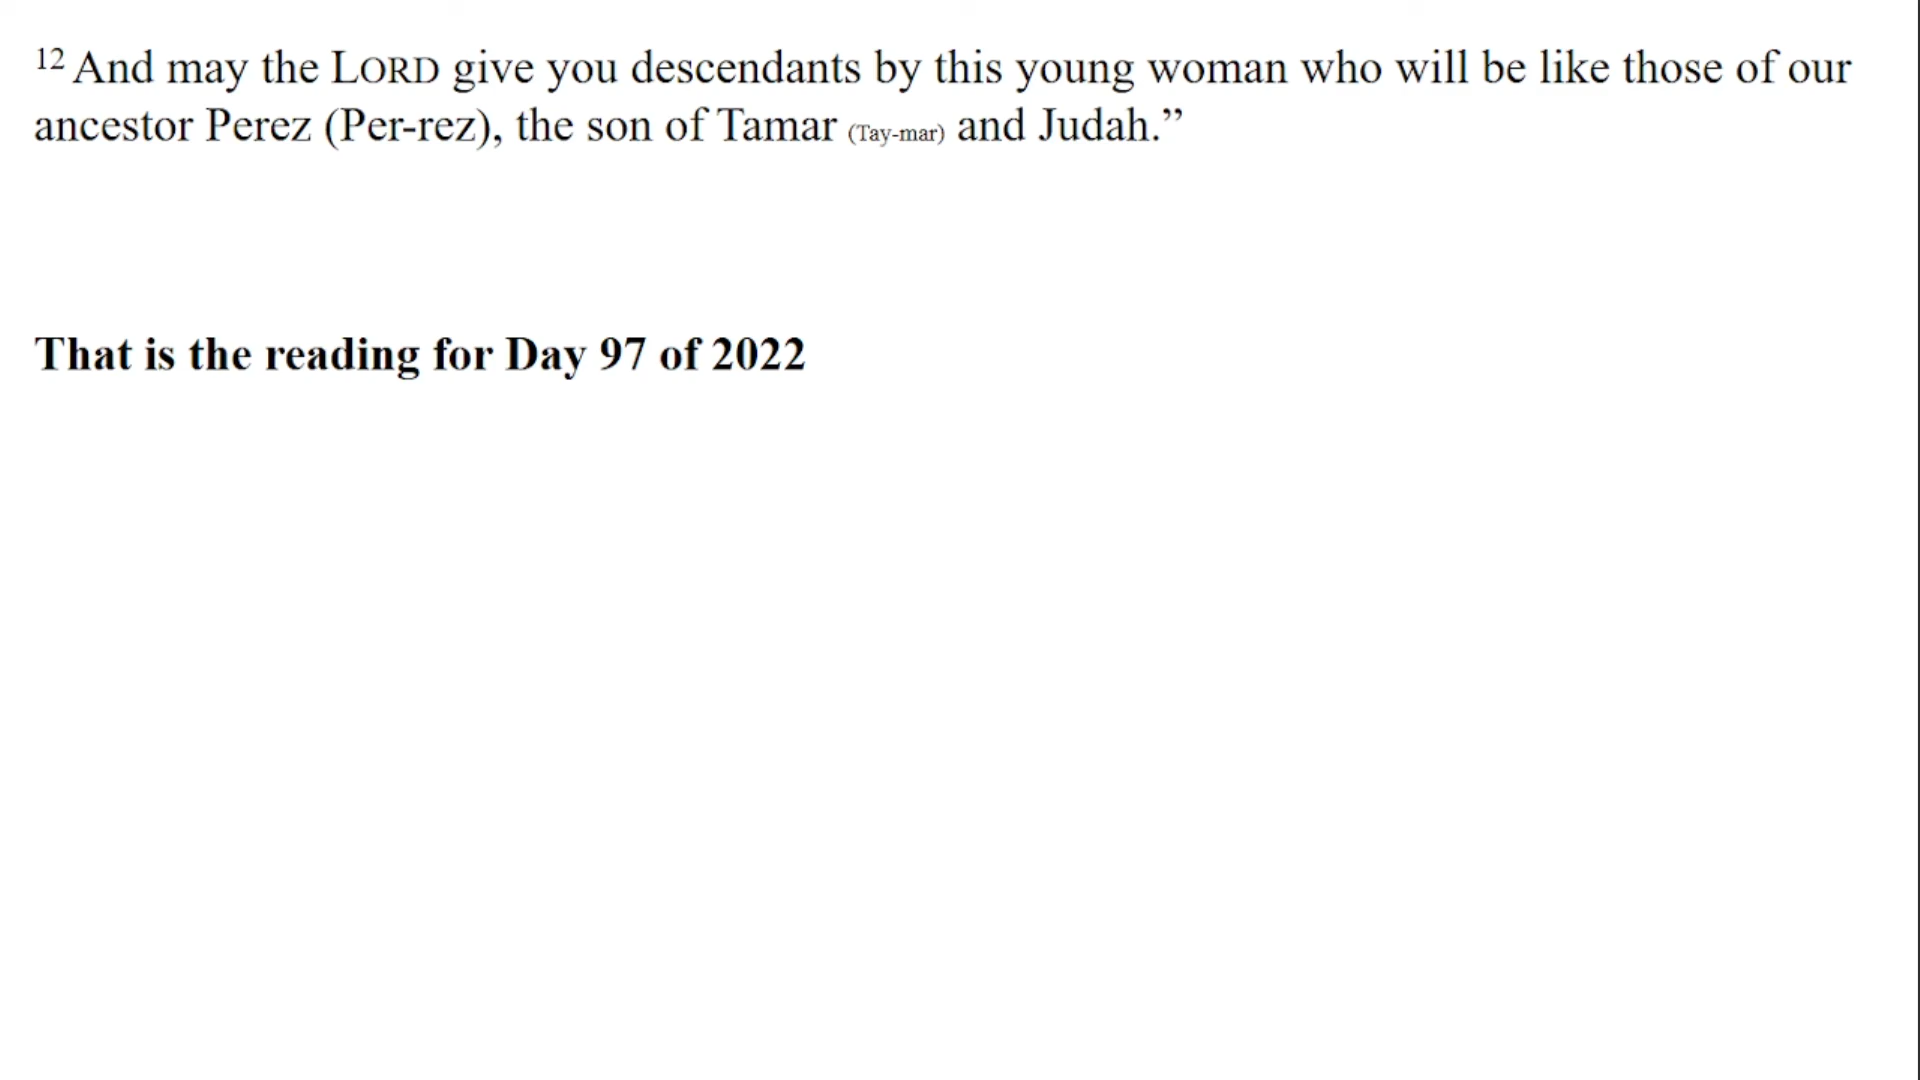 12 And may the LORD give you descendants by this young woman who will be like those of our
ancestor Perez (Per-rez), the son of Tamar (Tay-mar) and Judah.”
That is the reading for Day 97 of 2022